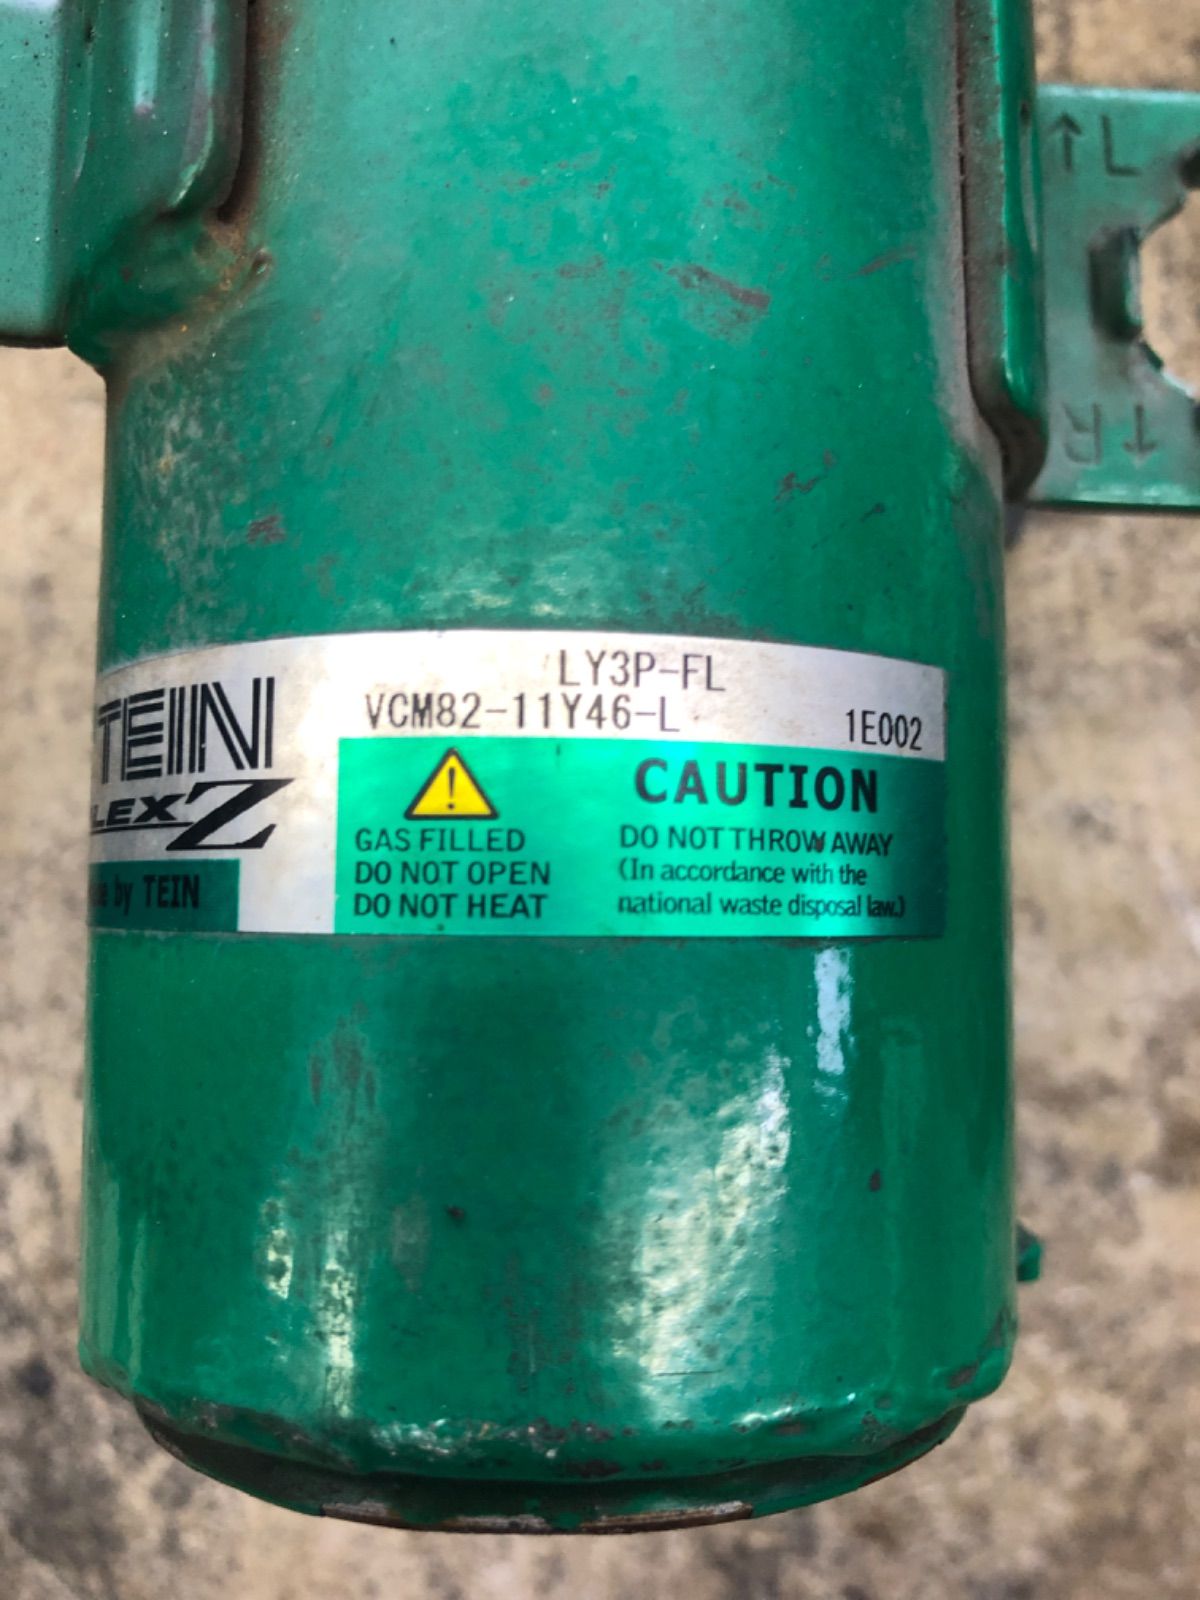 ↑L
↑R
LY3P-FL
VCM82-11Y46-L 1E002
TEIN
LEX Z
by TEIN
!
CAUTION
GAS FILLED
DO NOT OPEN
DO NOT HEAT
DO NOT THROW AWAY
(In accordance with the
national waste disposal law.)